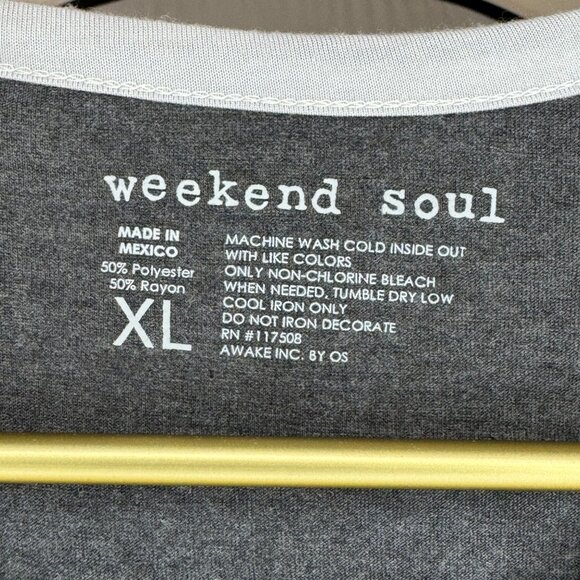 weekend soul
MADE IN
MEXICO
50% Polyester
50% Rayon
XL
MACHINE WASH COLD INSIDE OUT
WITH LIKE COLORS
ONLY NON-CHLORINE BLEACH
WHEN NEEDED, TUMBLE DRY LOW
COOL IRON ONLY
DO NOT IRON DECORATE
RN #117508
AWAKE INC. BY OS